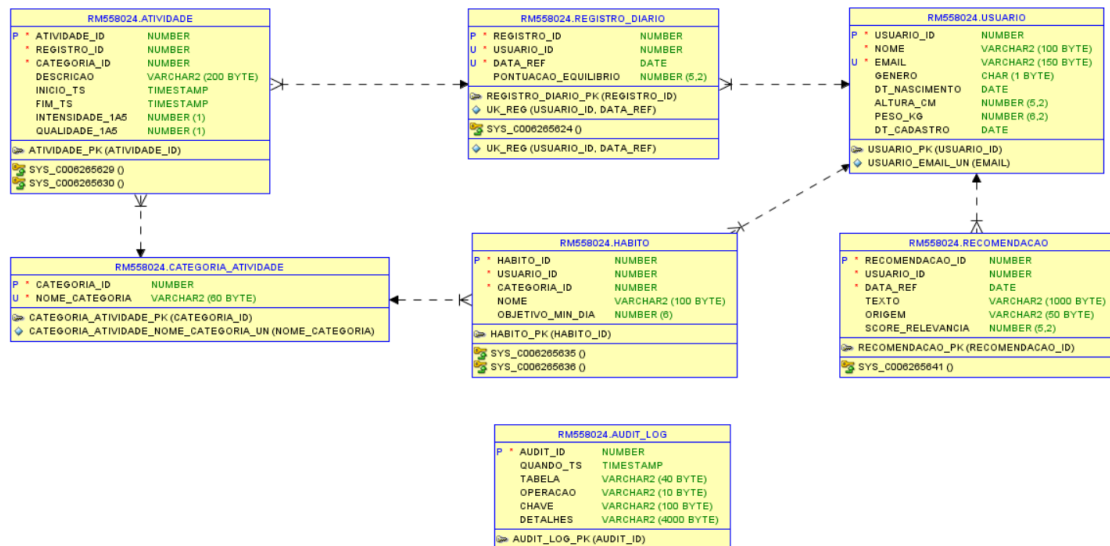 RM558024.ATIVIDADE
P * ATIVIDADE_ID NUMBER
* REGISTRO_ID NUMBER
* CATEGORIA_ID NUMBER
DESCRICAO VARCHAR2 (200 BYTE)
INICIO_TS TIMESTAMP
FIM_TS TIMESTAMP
INTENSIDADE_1A5 NUMBER (1)
QUALIDADE_1A5 NUMBER (1)
ATIVIDADE_PK (ATIVIDADE_ID)
SYS_C006265629 ()
SYS_C006265630 ()
RM558024.REGISTRO_DIARIO
P * REGISTRO_ID NUMBER
U * USUARIO_ID NUMBER
U * DATA_REF DATE
PONTUACAO_EQUILIBRIO NUMBER (5,2)
REGISTRO_DIARIO_PK (REGISTRO_ID)
UK_REG (USUARIO_ID, DATA_REF)
SYS_C006265624 ()
UK_REG (USUARIO_ID, DATA_REF)
RM558024.USUARIO
P * USUARIO_ID NUMBER
* NOME VARCHAR2 (100 BYTE)
U * EMAIL VARCHAR2 (150 BYTE)
GENERO CHAR (1 BYTE)
DT_NASCIMENTO DATE
ALTURA_CM NUMBER (5,2)
PESO_KG NUMBER (6,2)
DT_CADASTRO DATE
USUARIO_PK (USUARIO_ID)
USUARIO_EMAIL_UN (EMAIL)
RM558024.CATEGORIA_ATIVIDADE
P * CATEGORIA_ID NUMBER
U * NOME_CATEGORIA VARCHAR2 (60 BYTE)
CATEGORIA_ATIVIDADE_PK (CATEGORIA_ID)
CATEGORIA_ATIVIDADE_NOME_CATEGORIA_UN (NOME_CATEGORIA)
RM558024.HABITO
P * HABITO_ID NUMBER
* USUARIO_ID NUMBER
* CATEGORIA_ID NUMBER
NOME VARCHAR2 (100 BYTE)
OBJETIVO_MIN_DIA NUMBER (6)
HABITO_PK (HABITO_ID)
SYS_C006265635 ()
SYS_C006265636 ()
RM558024.RECOMENDACAO
P * RECOMENDACAO_ID NUMBER
* USUARIO_ID NUMBER
* DATA_REF DATE
TEXTO VARCHAR2 (1000 BYTE)
ORIGEM VARCHAR2 (50 BYTE)
SCORE_RELEVANCIA NUMBER (5,2)
RECOMENDACAO_PK (RECOMENDACAO_ID)
SYS_C006265641 ()
RM558024.AUDIT_LOG
P * AUDIT_ID NUMBER
QUANDO_TS TIMESTAMP
TABELA VARCHAR2 (40 BYTE)
OPERACAO VARCHAR2 (10 BYTE)
CHAVE VARCHAR2 (100 BYTE)
DETALHES VARCHAR2 (4000 BYTE)
AUDIT_LOG_PK (AUDIT_ID)